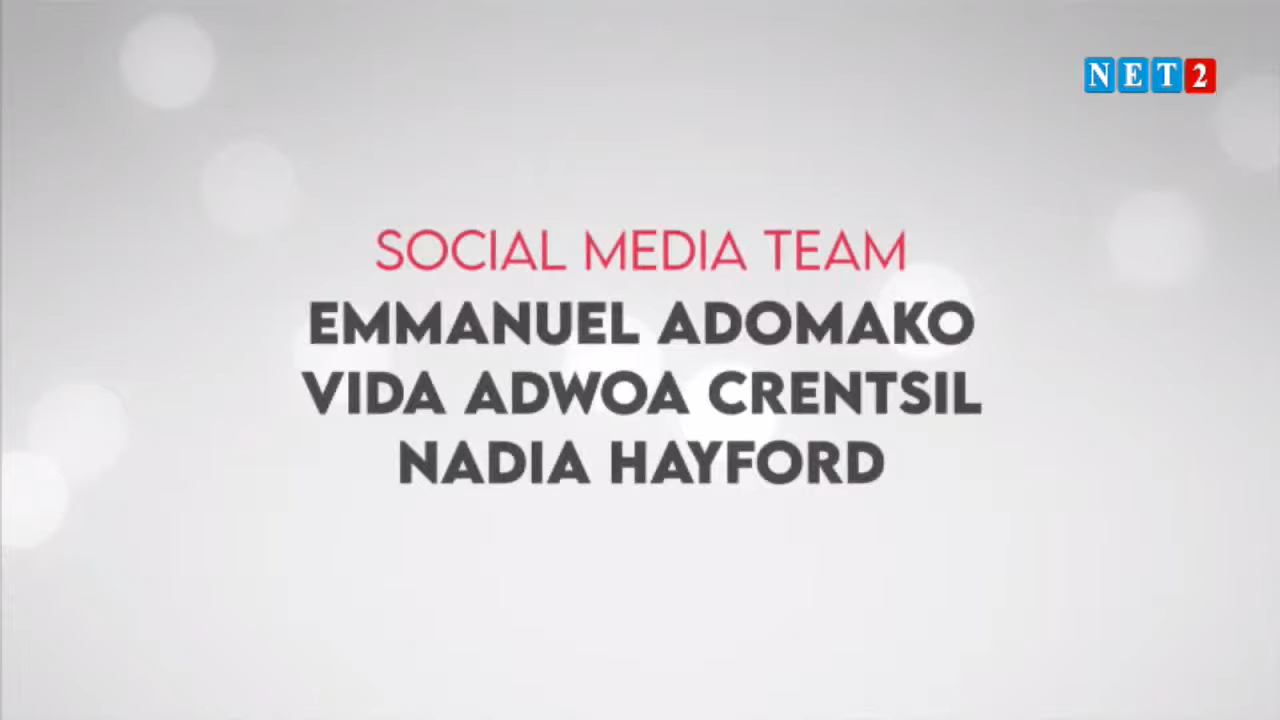 NET2
SOCIAL MEDIA TEAM
EMMANUEL ADOMAKO
VIDA ADWOA CRENTSIL
NADIA HAYFORD